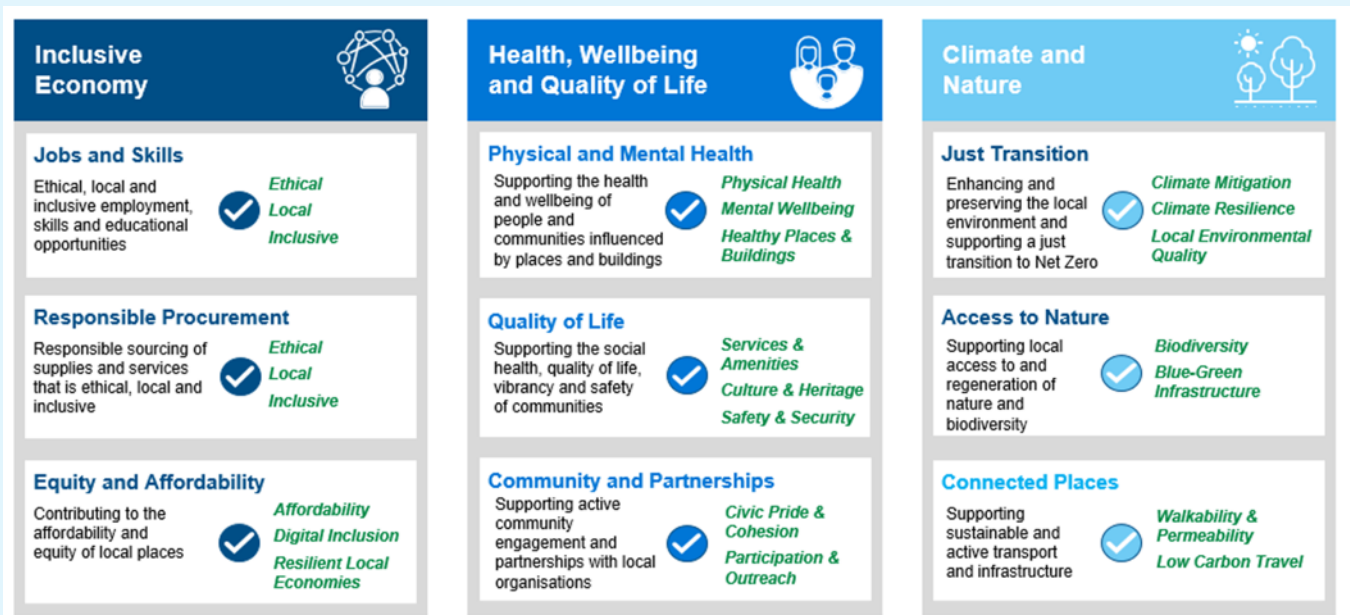 Inclusive
Economy
Jobs and Skills
Ethical, local and
inclusive employment,
skills and educational
opportunities
Ethical
Local
Inclusive
Responsible Procurement
Responsible sourcing of
supplies and services
that is ethical, local and
inclusive
Ethical
Local
Inclusive
Equity and Affordability
Contributing to the
affordability and
equity of local places
Affordability
Digital Inclusion
Resilient Local
Economies
Health, Wellbeing
and Quality of Life
Physical and Mental Health
Supporting the health
and wellbeing of
people and
communities influenced
by places and buildings
Physical Health
Mental Wellbeing
Healthy Places &
Buildings
Quality of Life
Supporting the social
health, quality of life,
vibrancy and safety
of communities
Services &
Amenities
Culture & Heritage
Safety & Security
Community and Partnerships
Supporting active
community
engagement and
partnerships with local
organisations
Civic Pride &
Cohesion
Participation &
Outreach
Climate and
Nature
Just Transition
Enhancing and
preserving the local
environment and
supporting a just
transition to Net Zero
Climate Mitigation
Climate Resilience
Local Environmental
Quality
Access to Nature
Supporting local
access to and
regeneration of
nature and
biodiversity
Biodiversity
Blue-Green
Infrastructure
Connected Places
Supporting
sustainable and
active transport
and infrastructure
Walkability &
Permeability
Low Carbon Travel